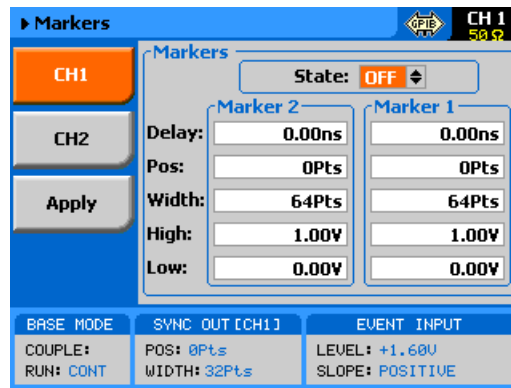 Markers
GPIB
CH 1
50 Ω
CH1
CH2
Apply
Markers
State: OFF
Marker 2 Marker 1
Delay: 0.00ns 0.00ns
Pos: 0Pts 0Pts
Width: 64Pts 64Pts
High: 1.00V 1.00V
Low: 0.00V 0.00V
BASE MODE SYNC OUT [CH1] EVENT INPUT
COUPLE: POS: 0Pts LEVEL: +1.60V
RUN: CONT WIDTH: 32Pts SLOPE: POSITIVE